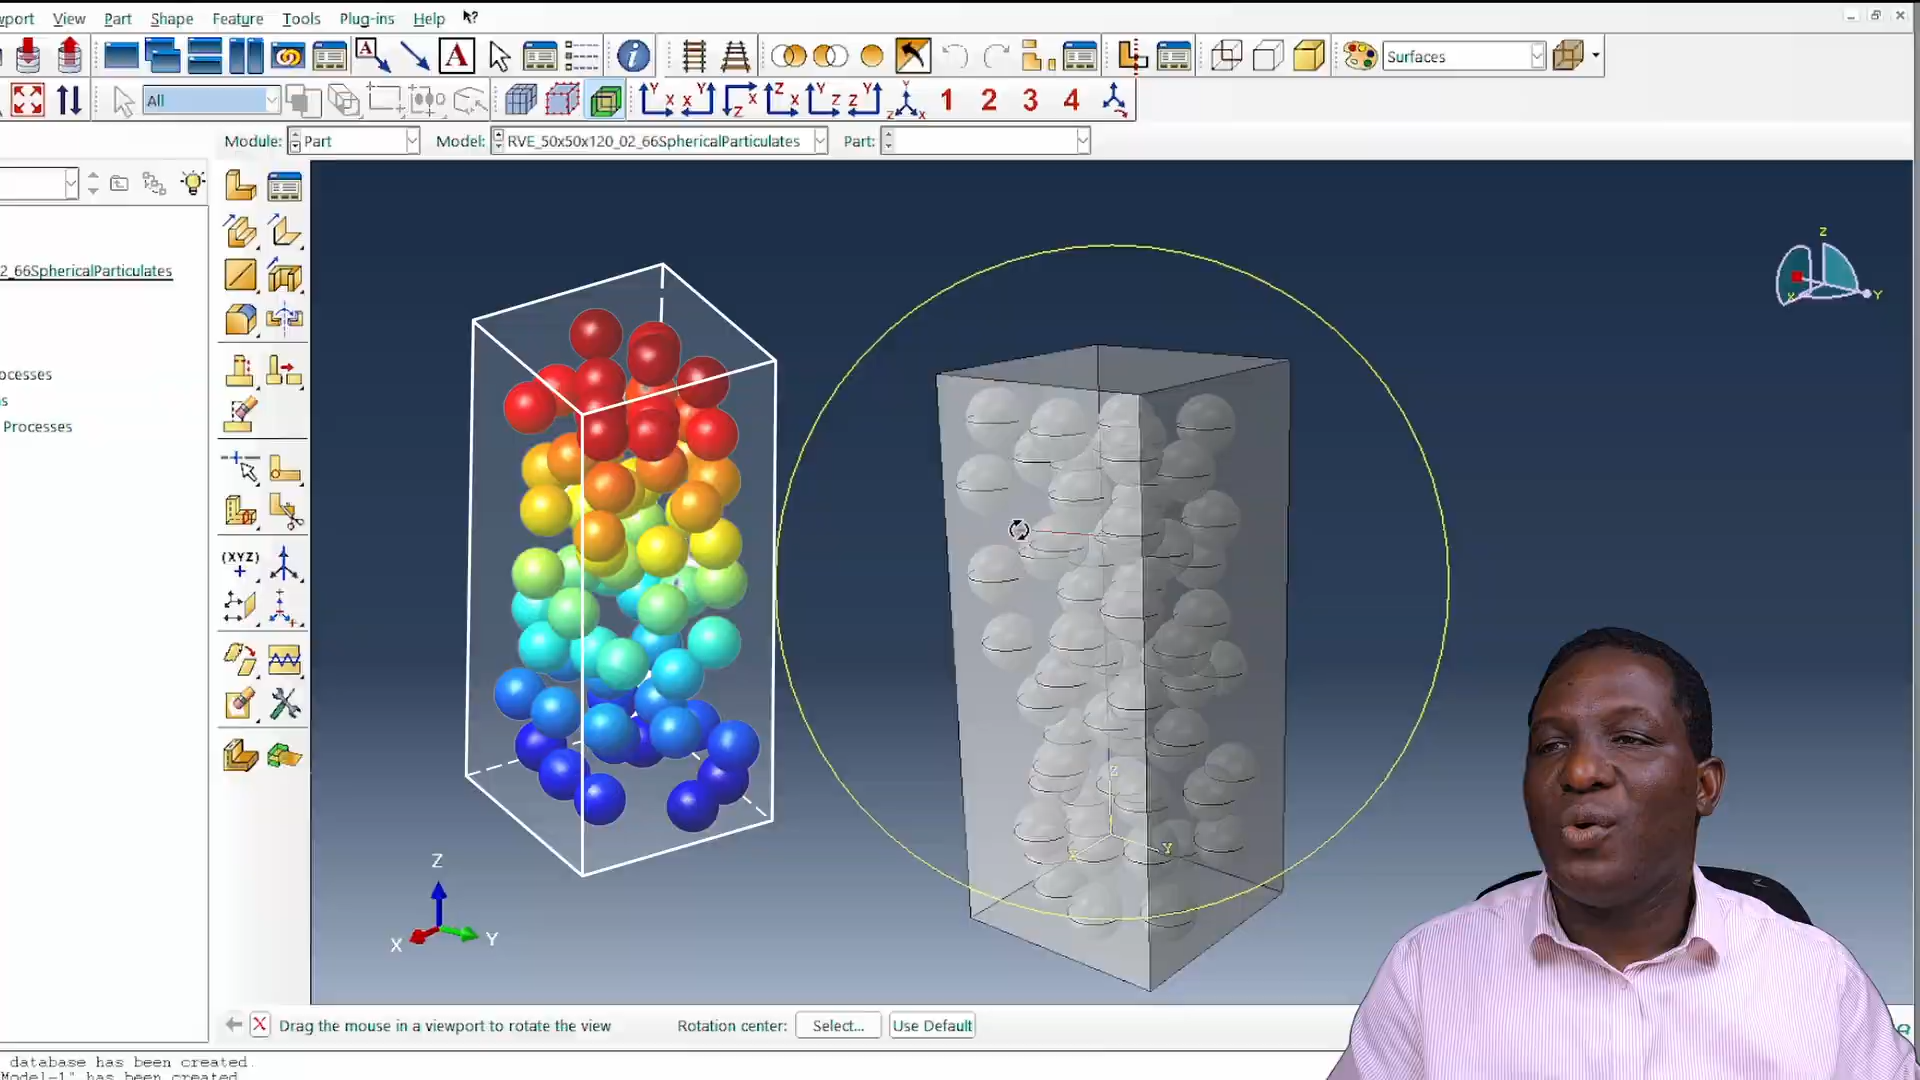 wport View Part Shape Feature Tools Plug-ins Help
Surfaces
All
1 2 3 4
Module: Part Model: RVE_50x50x120_02_66SphericalParticulates Part:
2_66SphericalParticulates
ocesses
s
Processes
(XYZ)
Z
X
Y
Z
X
Y
Z
X
Y
Drag the mouse in a viewport to rotate the view Rotation center: Select... Use Default
database has been created.
Model-1" has been created.